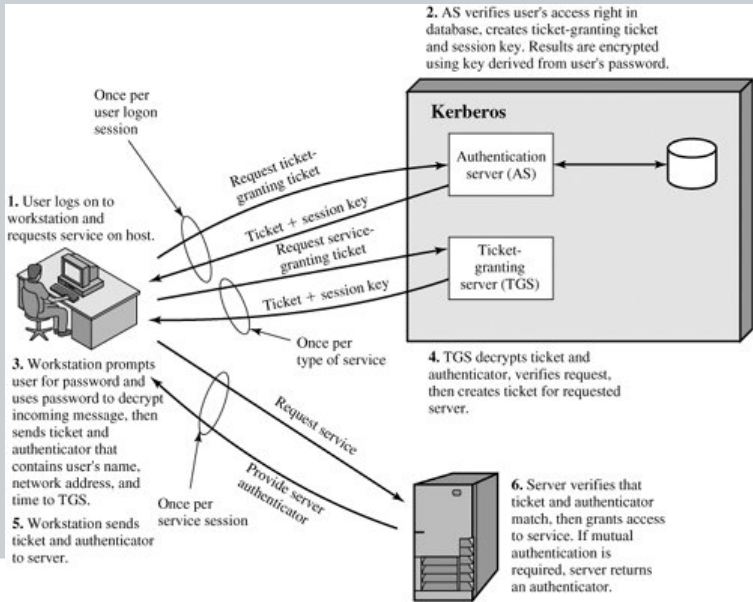 2. AS verifies user's access right in
database, creates ticket-granting ticket
and session key. Results are encrypted
using key derived from user's password.
Once per
user logon
session
Kerberos
Request ticket-
granting ticket
Authentication
server (AS)
1. User logs on to
workstation and
requests service on host.
Ticket + session key
Request service-
granting ticket
Ticket-
granting
server (TGS)
Ticket + session key
Once per
type of service
3. Workstation prompts
user for password and
uses password to decrypt
incoming message, then
sends ticket and
authenticator that
contains user's name,
network address, and
time to TGS.
4. TGS decrypts ticket and
authenticator, verifies request,
then creates ticket for requested
server.
Request service
Provide server
authenticator
Once per
service session
5. Workstation sends
ticket and authenticator
to server.
6. Server verifies that
ticket and authenticator
match, then grants access
to service. If mutual
authentication is
required, server returns
an authenticator.